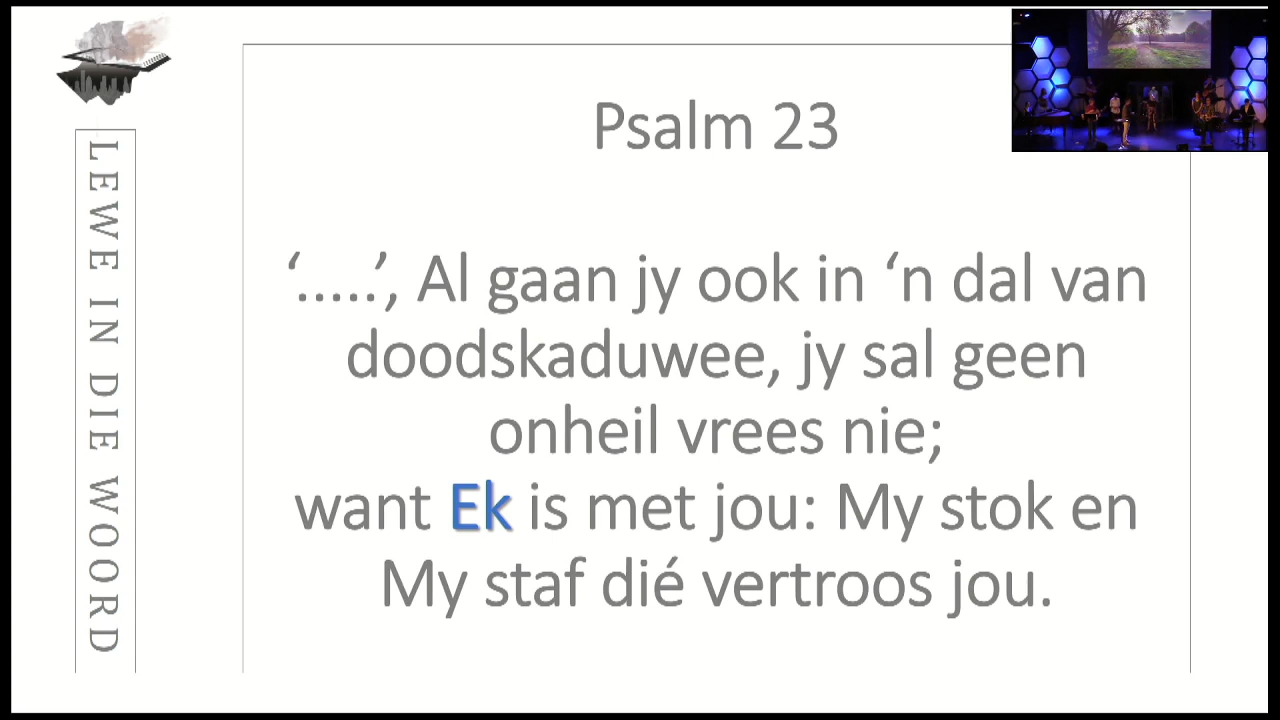 LEWE IN DIE WOORD
Psalm 23
‘.....’, Al gaan jy ook in ‘n dal van
doodskaduwee, jy sal geen
onheil vrees nie;
want Ek is met jou: My stok en
My staf dié vertroos jou.